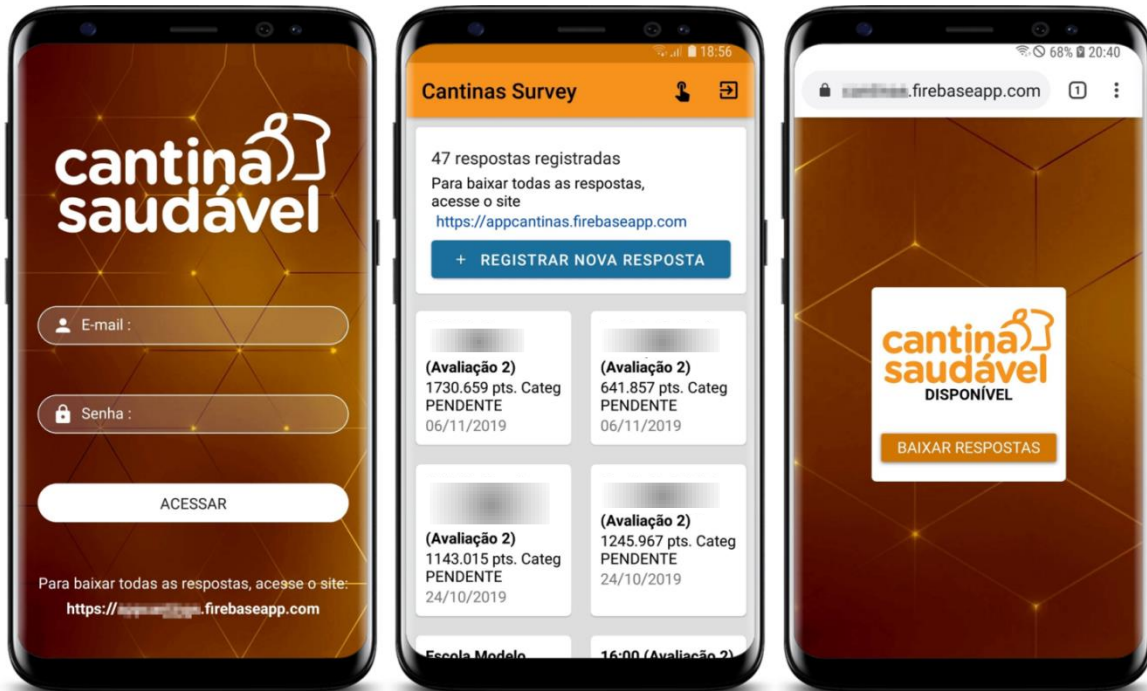 cantina
saudável
E-mail :
Senha :
ACESSAR
Para baixar todas as respostas, acesse o site:
https://
.firebaseapp.com
18:56
Cantinas Survey
47 respostas registradas
Para baixar todas as respostas,
acesse o site
https://appcantinas.firebaseapp.com
+ REGISTRAR NOVA RESPOSTA
(Avaliação 2)
1730.659 pts. Categ
PENDENTE
06/11/2019
(Avaliação 2)
641.857 pts. Categ
PENDENTE
06/11/2019
(Avaliação 2)
1143.015 pts. Categ
PENDENTE
24/10/2019
(Avaliação 2)
1245.967 pts. Categ
PENDENTE
24/10/2019
Escola Modelo
16:00 (Avaliação 2)
68% 20:40
.firebaseapp.com
1
cantina
saudável
DISPONÍVEL
BAIXAR RESPOSTAS